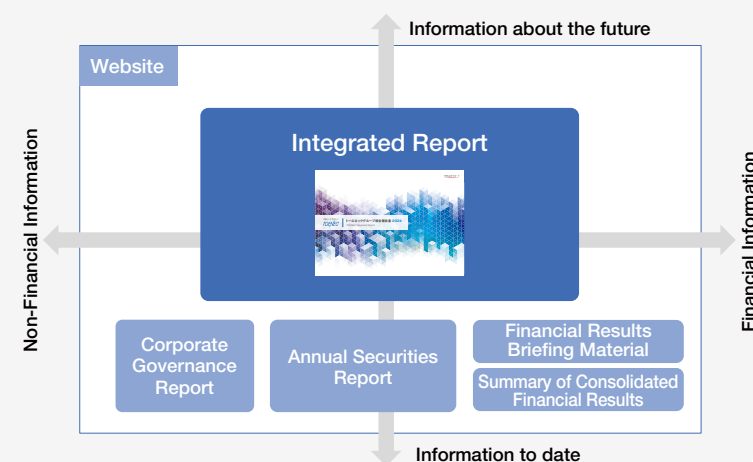 Information about the future
Website
Integrated Report
Non-Financial Information
Financial Information
Corporate
Governance
Report
Annual Securities
Report
Financial Results
Briefing Material
Summary of Consolidated
Financial Results
Information to date